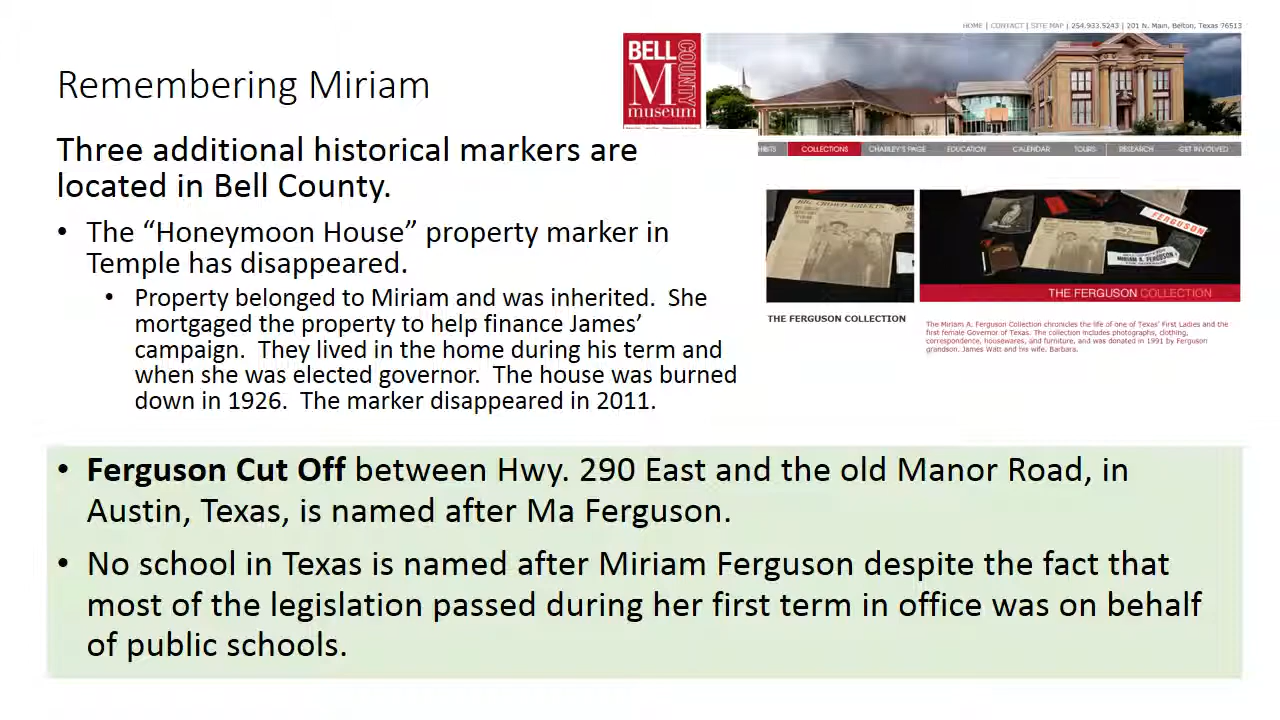 HOME | CONTACT | SITE MAP | 254.933.5243 | 201 N. Main, Belton, Texas 76513
BELL
COUNTY
M
museum
Remembering Miriam
Three additional historical markers are
located in Bell County.
• The “Honeymoon House” property marker in
Temple has disappeared.
• Property belonged to Miriam and was inherited. She
mortgaged the property to help finance James’
campaign. They lived in the home during his term and
when she was elected governor. The house was burned
down in 1926. The marker disappeared in 2011.
HIBITS COLLECTIONS CHARLEY'S PAGE EDUCATION CALENDAR TOURS RESEARCH GET INVOLVED
BIG CROWD GREETS
FERGUSON
MIRIAM A. FERGUSON
THE FERGUSON COLLECTION
THE FERGUSON COLLECTION
The Miriam A. Ferguson Collection chronicles the life of one of Texas' First Ladies and the
first female Governor of Texas. The collection includes photographs, clothing,
correspondence, housewares, and furniture, and was donated in 1991 by Ferguson
grandson, James Watt and his wife, Barbara.
• Ferguson Cut Off between Hwy. 290 East and the old Manor Road, in
Austin, Texas, is named after Ma Ferguson.
• No school in Texas is named after Miriam Ferguson despite the fact that
most of the legislation passed during her first term in office was on behalf
of public schools.